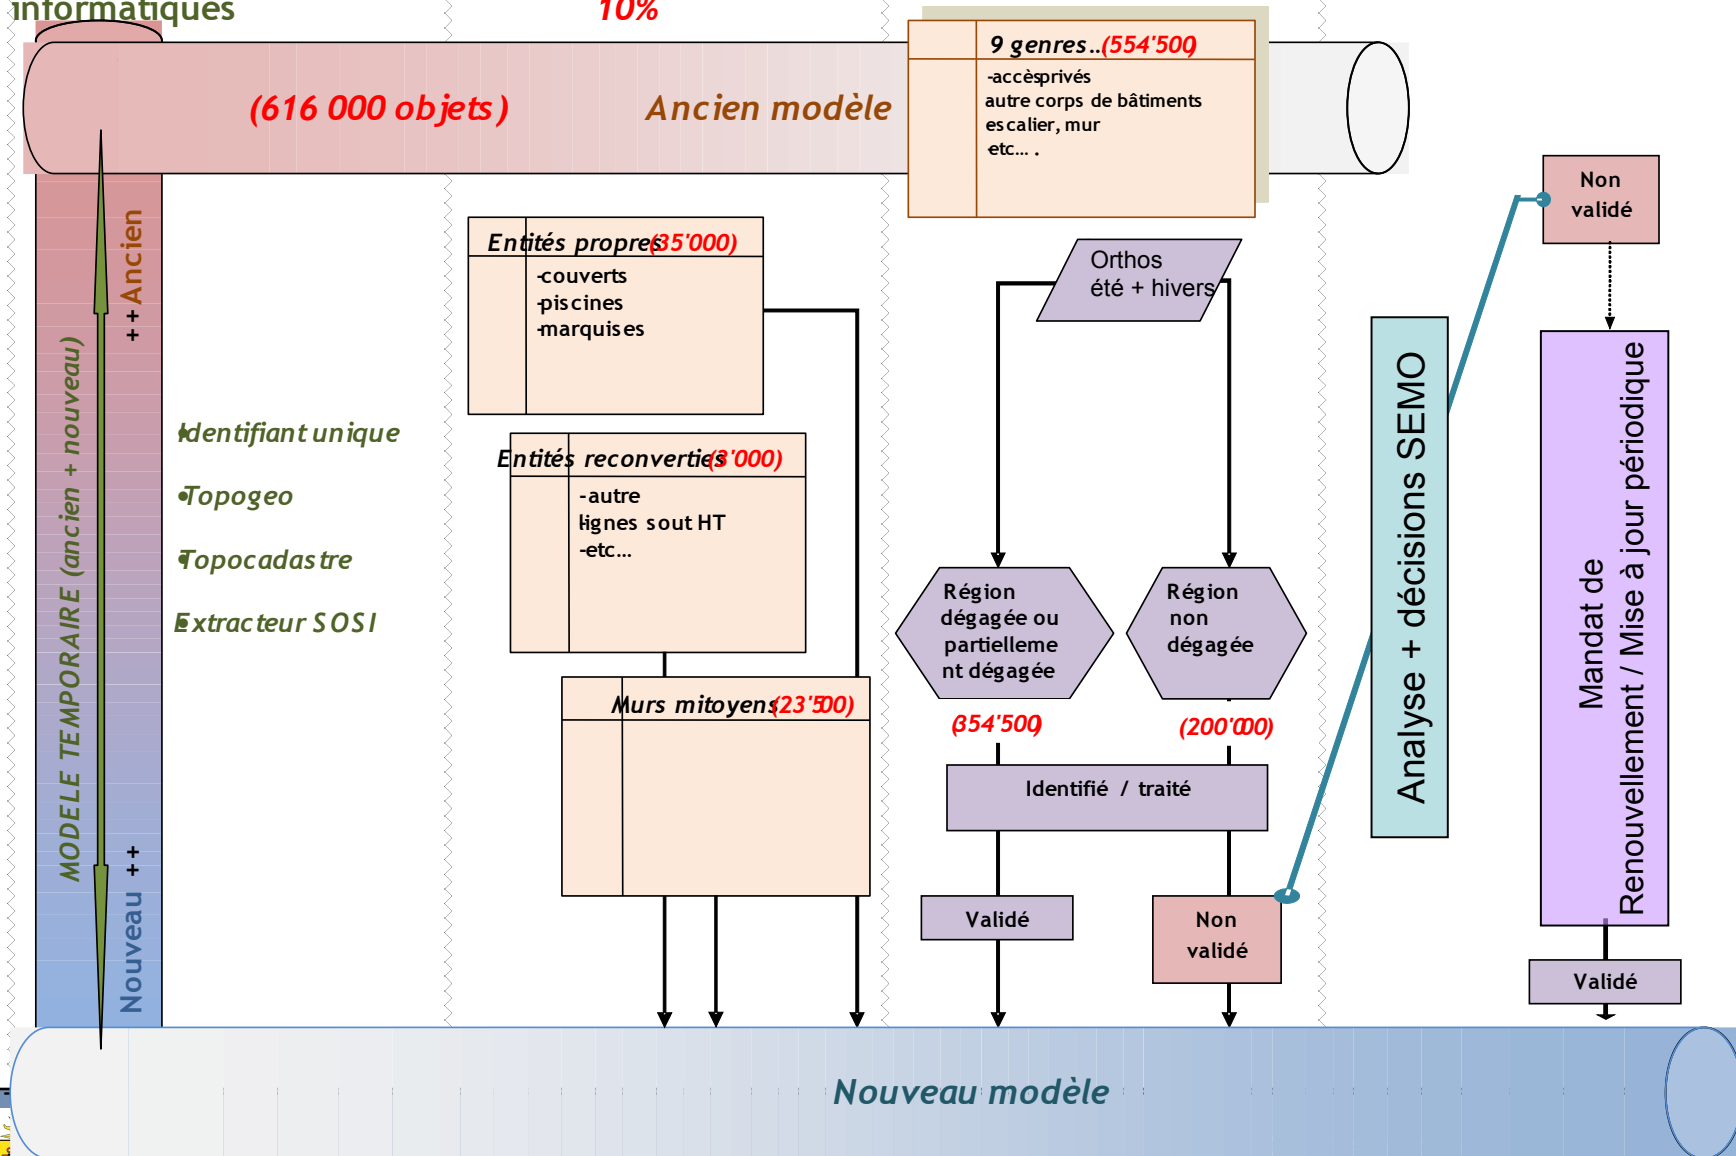 informatiques
10%
(616 000 objets)
Ancien modèle
9 genres..(554'500)
-accèsprivés
autre corps de bâtiments
escalier, mur
-etc... .
Non
validé
++Ancien
MODELE TEMPORAIRE (ancien + nouveau)
Nouveau ++
•Identifiant unique
•Topogeo
•Topocadastre
•Extracteur SOSI
Entités propres(35'000)
-couverts
-piscines
-marquises
Entités reconverties(3'000)
-autre
-lignes sout HT
-etc...
Murs mitoyens(23'500)
Orthos
été + hivers
Région
dégagée ou
partielleme
nt dégagée
Région
non
dégagée
(354'500)
(200'000)
Identifié / traité
Validé
Non
validé
Analyse + décisions SEMO
Mandat de
Renouvellement / Mise à jour périodique
Validé
Nouveau modèle